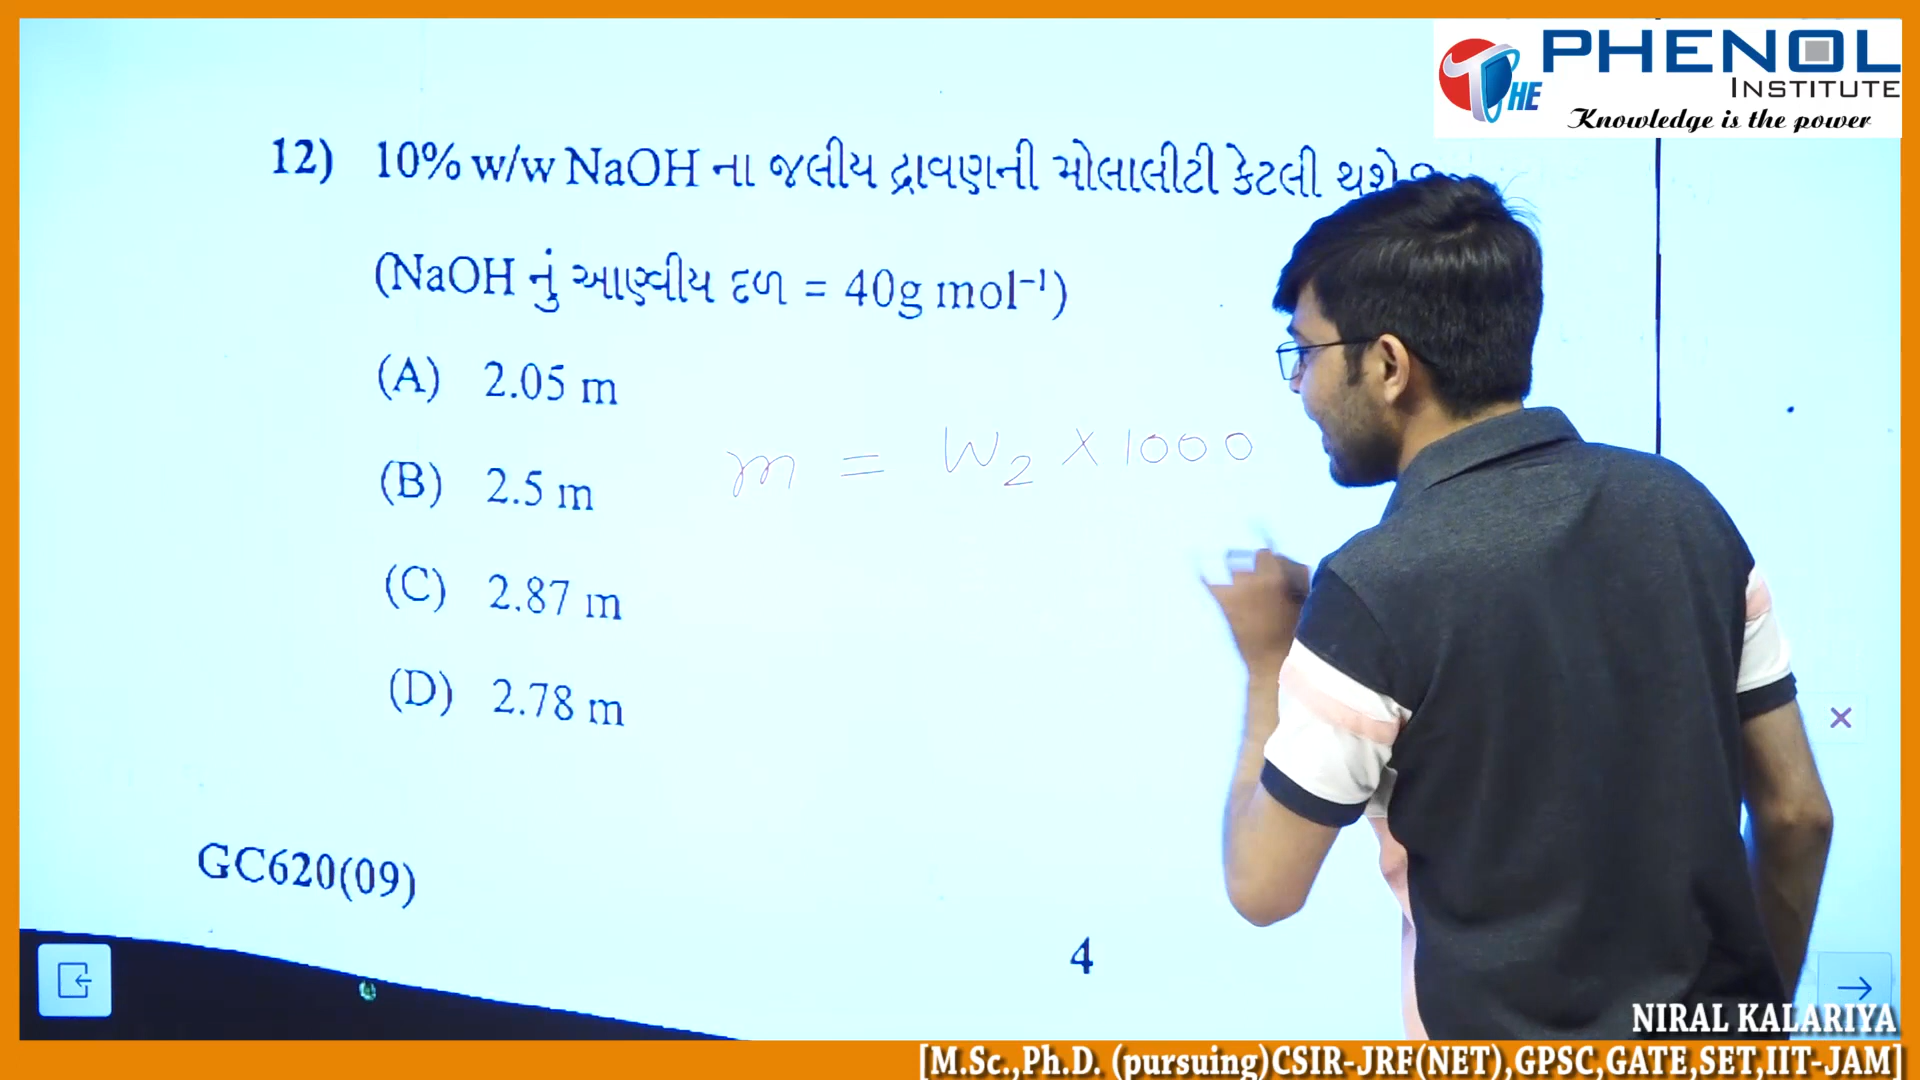 THE PHENOL
INSTITUTE
Knowledge is the power
12) 10% w/w NaOH ના જલીય દ્રાવણની મોલાલીટી કેટલી થશે
(NaOH નું આણ્વીય દળ = 40g mol⁻¹)
(A) 2.05 m
m = W₂ × 1000
(B) 2.5 m
(C) 2.87 m
(D) 2.78 m
GC620(09)
4
NIRAL KALARIYA
[M.Sc.,Ph.D. (pursuing)CSIR-JRF(NET),GPSC,GATE,SET,IIT-JAM]